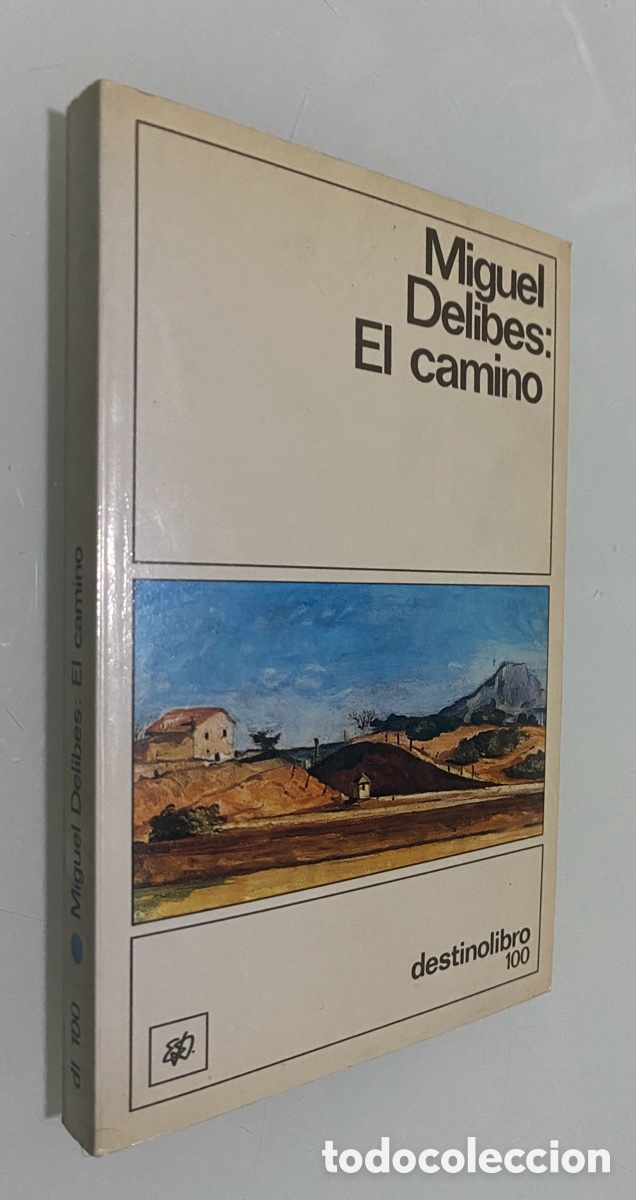 Miguel
Delibes:
El camino
destinolibro
100
dl 100 Miguel Delibes: El camino
todocoleccion